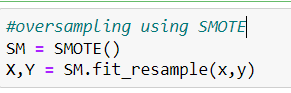 #oversampling using SMOTE
SM = SMOTE()
X,Y = SM.fit_resample(x,y)